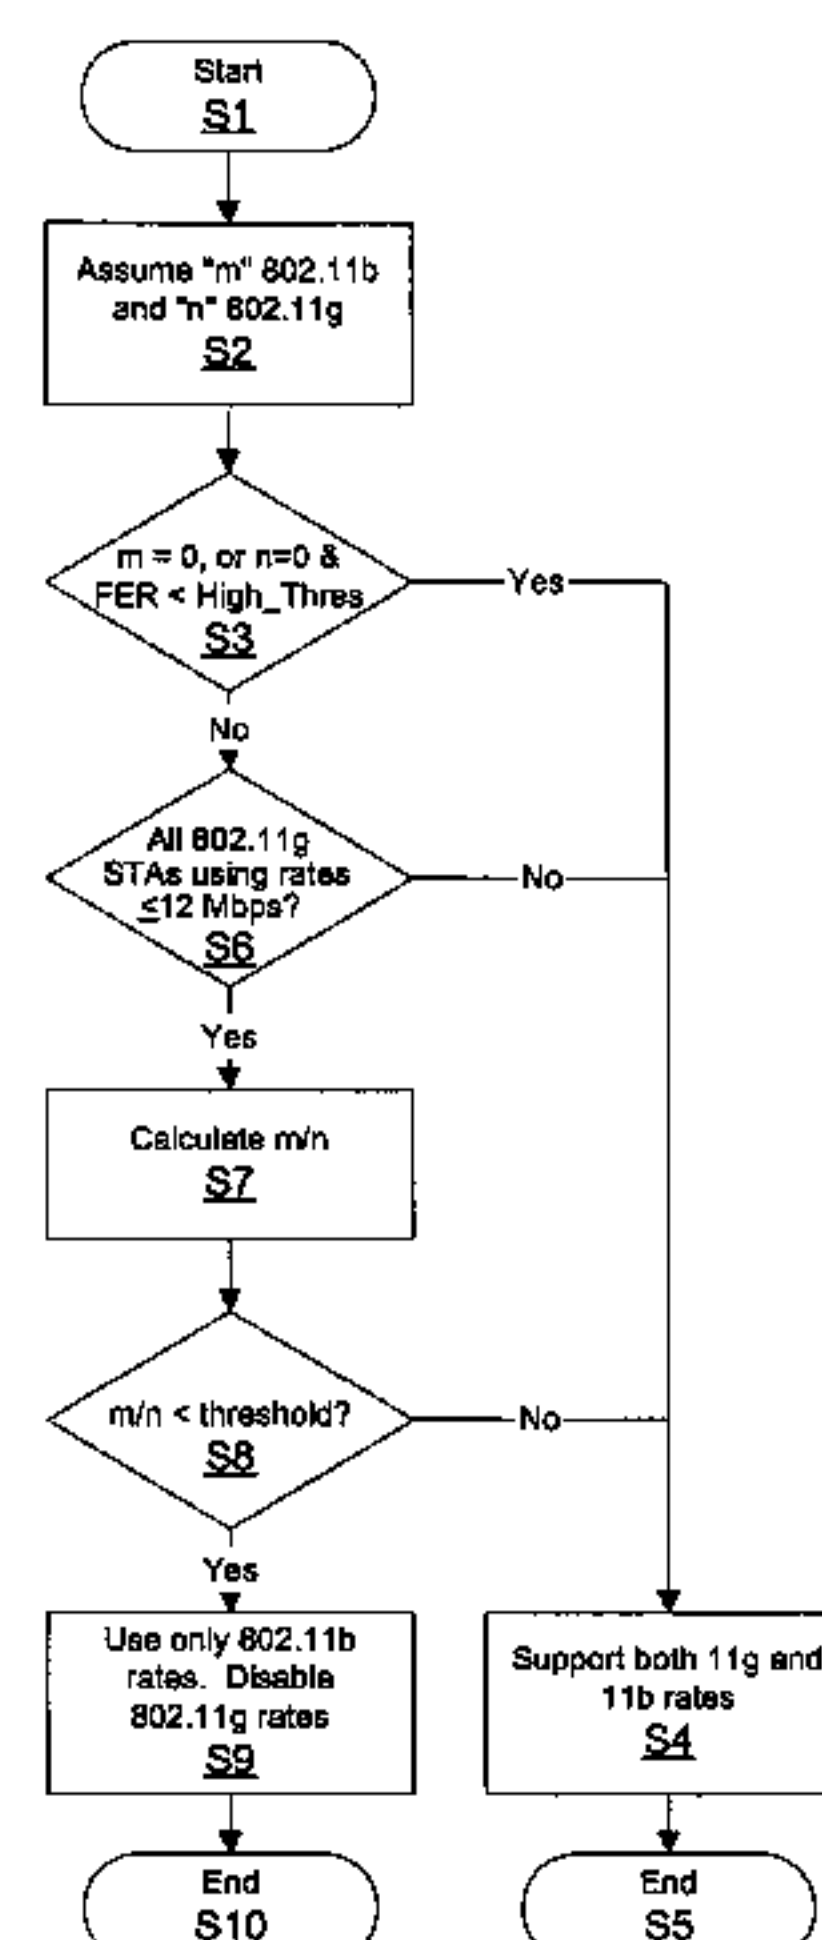 Start
S1
Assume "m" 802.11b
and "n" 802.11g
S2
m = 0, or n=0 &
FER < High_Thres
S3
Yes
No
All 802.11g
STAs using rates
≤12 Mbps?
S6
No
Yes
Calculate m/n
S7
m/n < threshold?
S8
No
Yes
Use only 802.11b
rates. Disable
802.11g rates
S9
Support both 11g and
11b rates
S4
End
S10
End
S5